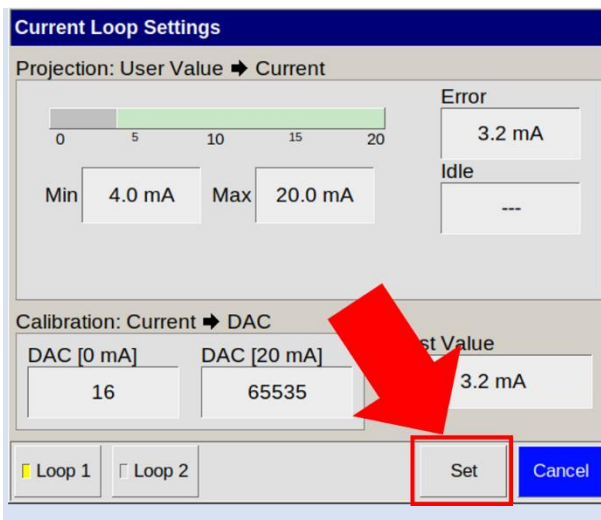 Current Loop Settings
Projection: User Value ➡ Current
Error
3.2 mA
0 5 10 15 20
Idle
Min 4.0 mA Max 20.0 mA
---
Calibration: Current ➡ DAC
DAC [0 mA] DAC [20 mA] st Value
16 65535 3.2 mA
Loop 1 Loop 2 Set Cancel